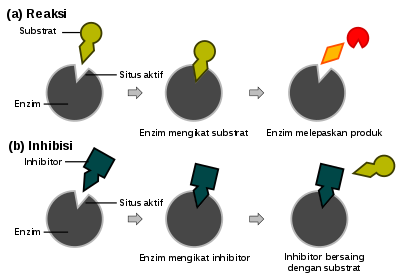 (a) Reaksi
Substrat
Situs aktif
Enzim
Enzim mengikat substrat
Enzim melepaskan produk
(b) Inhibisi
Inhibitor
Situs aktif
Enzim
Enzim mengikat inhibitor
Inhibitor bersaing
dengan substrat